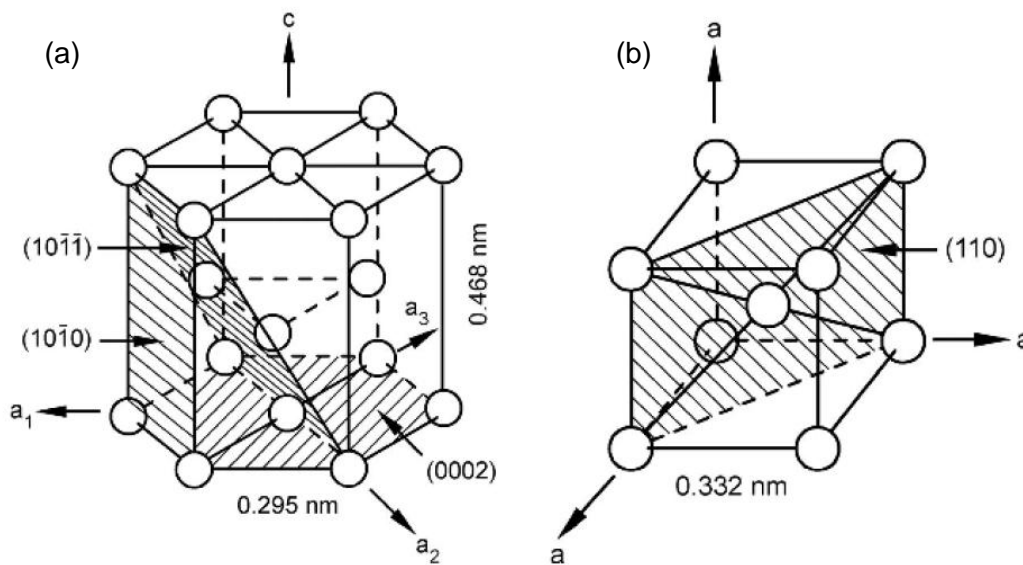 (a)
c
(101̅1̅)
(101̅0)
a₁
0.295 nm
a₂
(0002)
a₃
0.468 nm
(b)
a
(110)
a
0.332 nm
a